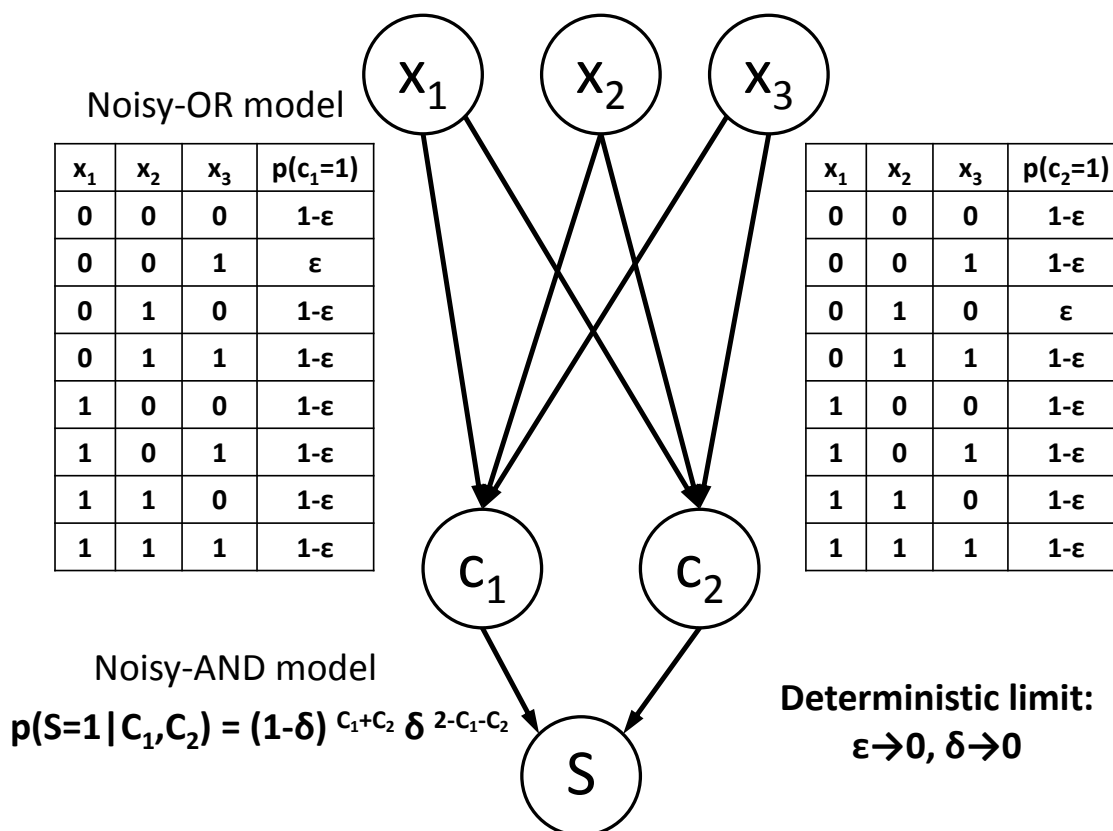 x₁ x₂ x₃
Noisy-OR model
x₁ x₂ x₃ p(c₁=1)
0 0 0 1-ε
0 0 1 ε
0 1 0 1-ε
0 1 1 1-ε
1 0 0 1-ε
1 0 1 1-ε
1 1 0 1-ε
1 1 1 1-ε
x₁ x₂ x₃ p(c₂=1)
0 0 0 1-ε
0 0 1 1-ε
0 1 0 ε
0 1 1 1-ε
1 0 0 1-ε
1 0 1 1-ε
1 1 0 1-ε
1 1 1 1-ε
c₁ c₂
Noisy-AND model
p(S=1|C₁,C₂) = (1-δ) ^C₁+C₂ δ ^2-C₁-C₂
S
Deterministic limit:
ε→0, δ→0